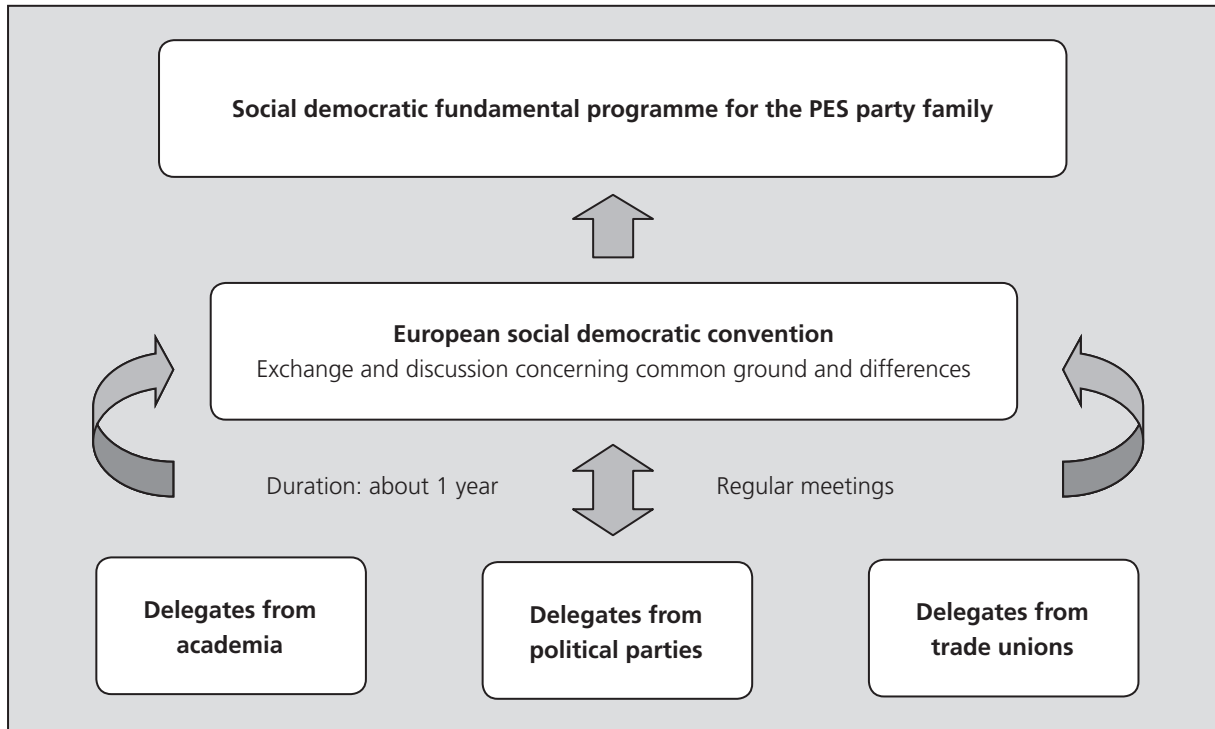 Social democratic fundamental programme for the PES party family
European social democratic convention
Exchange and discussion concerning common ground and differences
Duration: about 1 year
Regular meetings
Delegates from
academia
Delegates from
political parties
Delegates from
trade unions